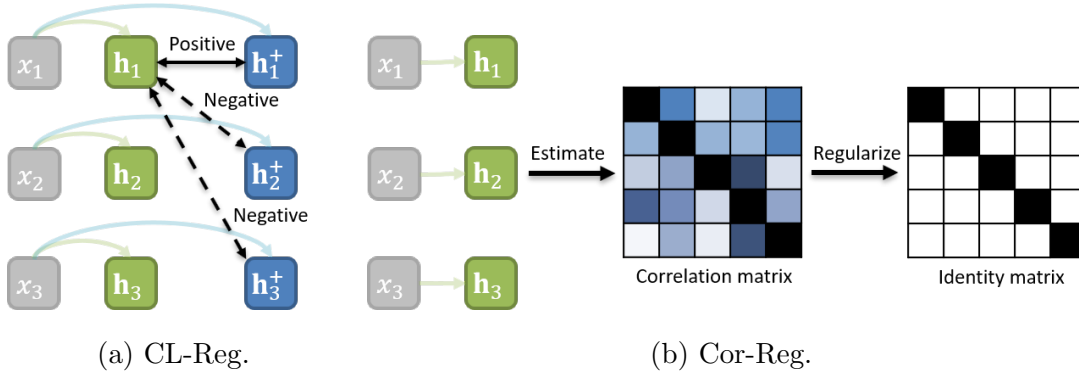 x₁ h₁ Positive h₁⁺
Negative
x₂ h₂ h₂⁺
Negative
x₃ h₃ h₃⁺
(a) CL-Reg.
x₁ h₁
x₂ h₂
x₃ h₃
Estimate
Correlation matrix
Regularize
Identity matrix
(b) Cor-Reg.